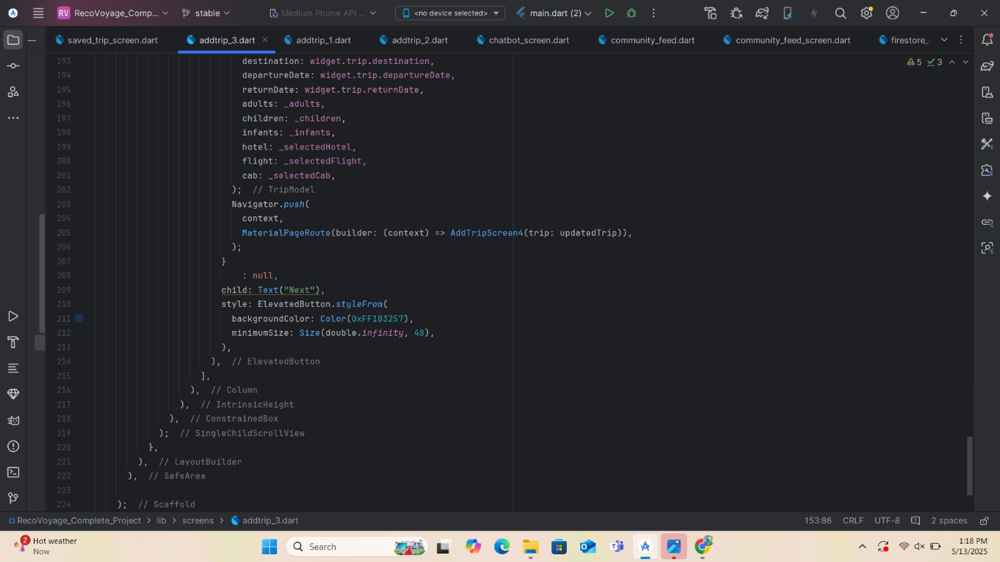 RV RecoVoyage_Comp... stable Medium Phone API ... <no device selected> main.dart (2)
saved_trip_screen.dart addtrip_3.dart addtrip_1.dart addtrip_2.dart chatbot_screen.dart community_feed.dart community_feed_screen.dart firestore_
5 3
193 destination: widget.trip.destination,
194 departureDate: widget.trip.departureDate,
195 returnDate: widget.trip.returnDate,
196 adults: _adults,
197 children: _children,
198 infants: _infants,
199 hotel: _selectedHotel,
200 flight: _selectedFlight,
201 cab: _selectedCab,
202 ); // TripModel
203 Navigator.push(
204 context,
205 MaterialPageRoute(builder: (context) => AddTripScreen4(trip: updatedTrip)),
206 );
207 }
208 : null,
209 child: Text("Next"),
210 style: ElevatedButton.styleFrom(
211 backgroundColor: Color(0xFF183257),
212 minimumSize: Size(double.infinity, 48),
213 ),
214 ), // ElevatedButton
215 ],
216 ), // Column
217 ), // IntrinsicHeight
218 ), // ConstrainedBox
219 ); // SingleChildScrollView
220 },
221 ), // LayoutBuilder
222 ), // SafeArea
223
224 ); // Scaffold
RecoVoyage_Complete_Project > lib > screens > addtrip_3.dart 153:86 CRLF UTF-8 2 spaces
2 Hot weather
Now
Search
1:18 PM
5/13/2025